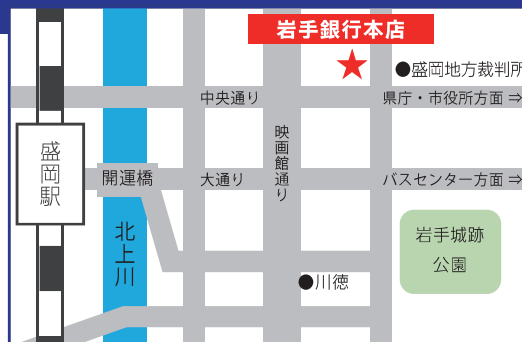 岩手銀行本店
●盛岡地方裁判所
中央通り
県庁・市役所方面⇒
映画館通り
盛岡駅
開運橋
大通り
バスセンター方面⇒
北上川
岩手城跡
公園
●川徳